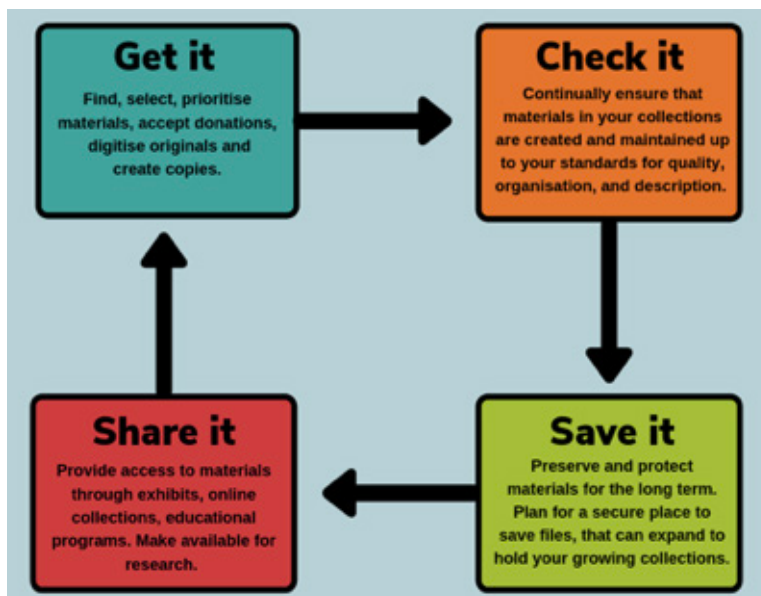 Get it
Find, select, prioritise
materials, accept donations,
digitise originals and
create copies.
Check it
Continually ensure that
materials in your collections
are created and maintained up
to your standards for quality,
organisation, and description.
Share it
Provide access to materials
through exhibits, online
collections, educational
programs. Make available for
research.
Save it
Preserve and protect
materials for the long term.
Plan for a secure place to
save files, that can expand to
hold your growing collections.